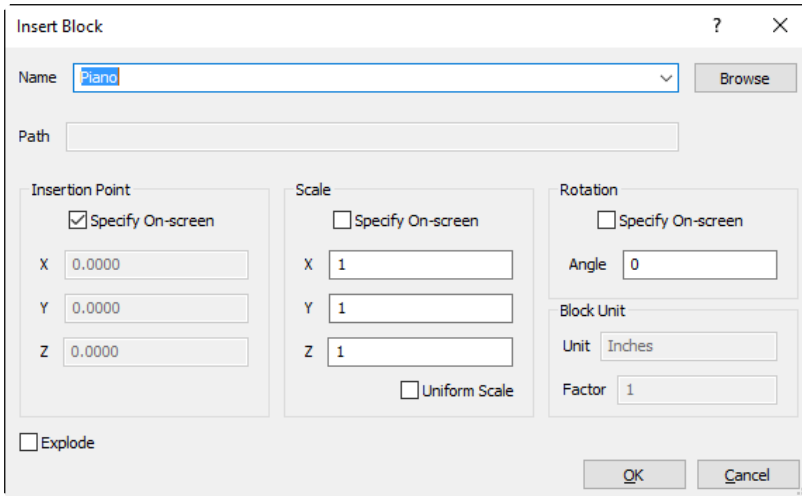 Insert Block ?
Name Piano Browse
Path
Insertion Point Scale Rotation
Specify On-screen Specify On-screen Specify On-screen
X 0.0000 X 1 Angle 0
Y 0.0000 Y 1 Block Unit
Z 0.0000 Z 1 Unit Inches
Uniform Scale Factor 1
Explode
OK Cancel